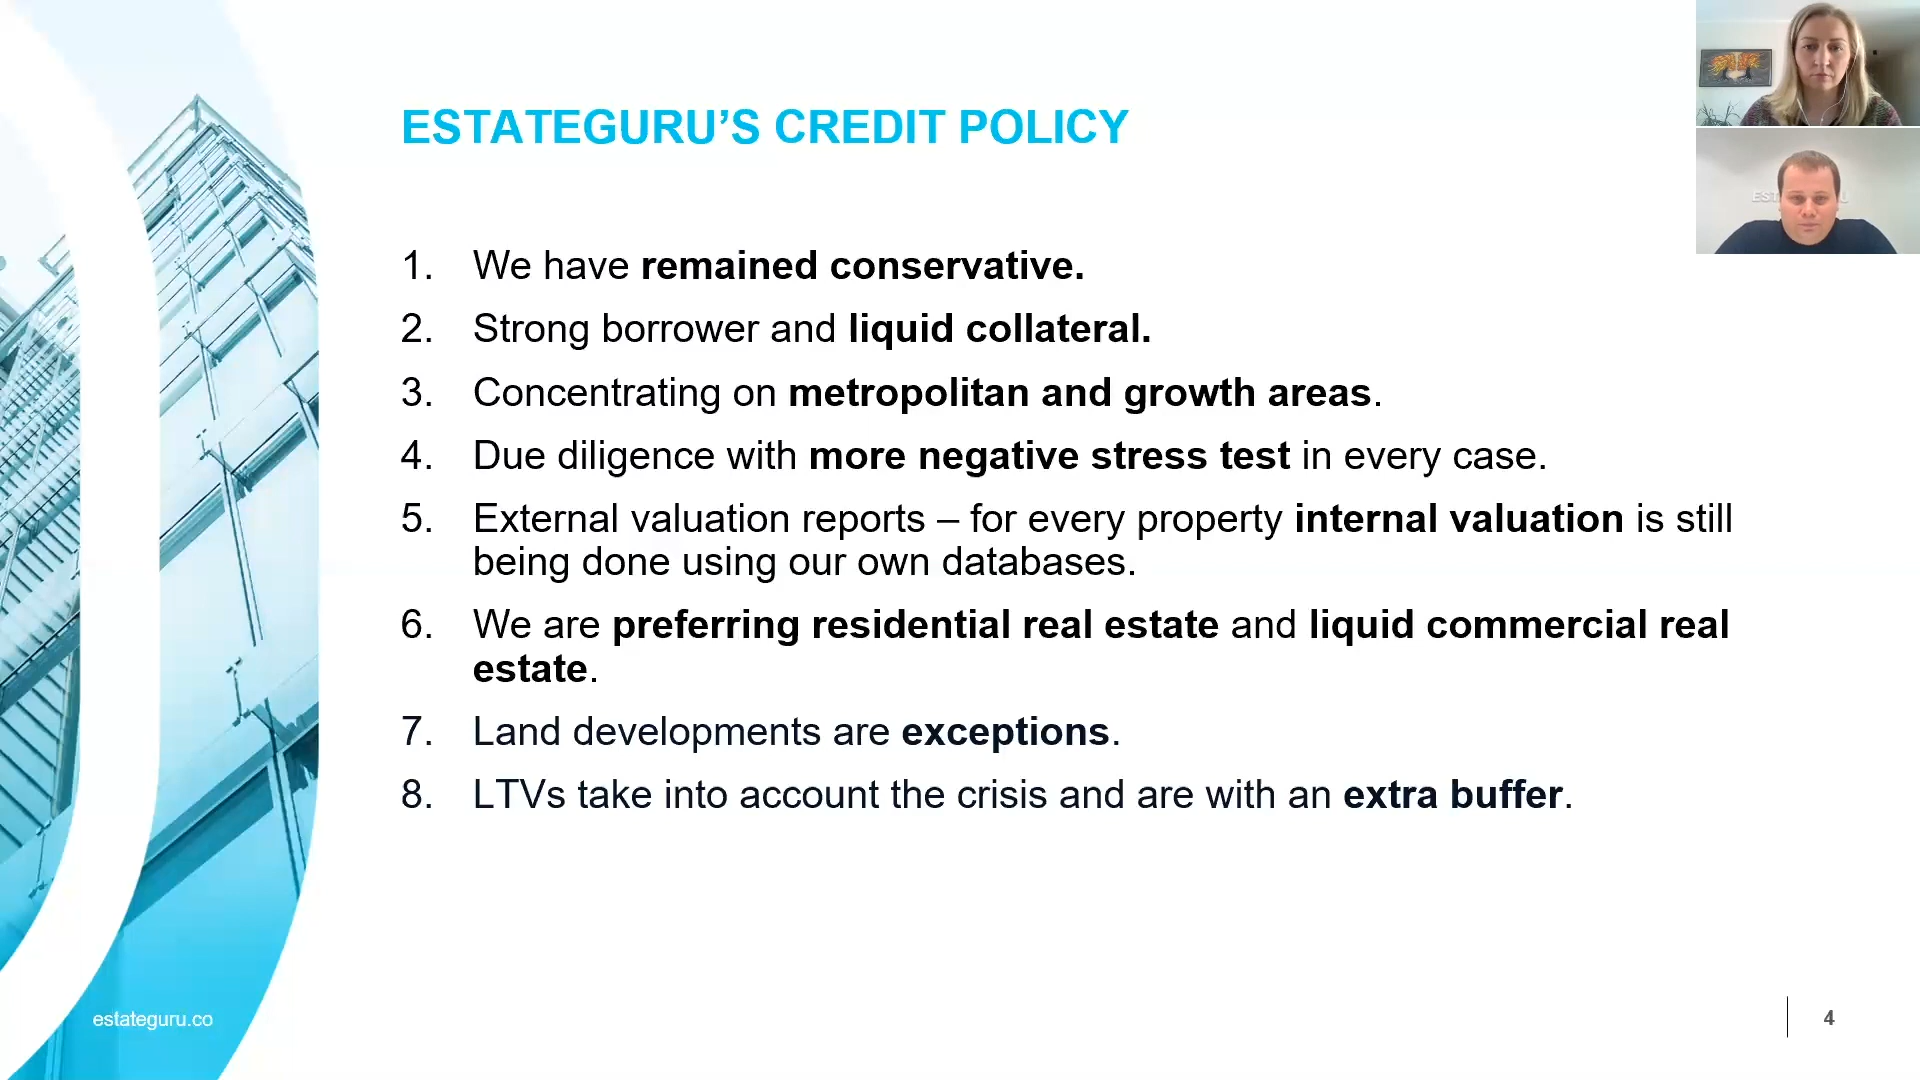 ESTATEGURU’S CREDIT POLICY
1. We have remained conservative.
2. Strong borrower and liquid collateral.
3. Concentrating on metropolitan and growth areas.
4. Due diligence with more negative stress test in every case.
5. External valuation reports – for every property internal valuation is still
being done using our own databases.
6. We are preferring residential real estate and liquid commercial real
estate.
7. Land developments are exceptions.
8. LTVs take into account the crisis and are with an extra buffer.
estateguru.co
4